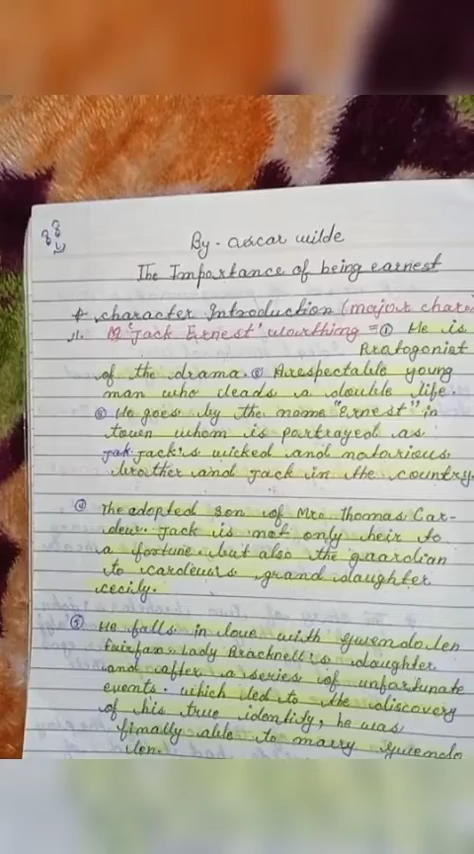 By - oscar wilde
The Importance of being earnest
* character Introduction (major charac
"Jack Ernest" worthing = ① He is
Protogonist
of the drama. ② A respectable young
man who cleads a double life.
③ He goes by the name "Ernest" in
town whom is portrayed as
Jack's wicked and notorious
brother and Jack in the country.
④ The adopted son of Mr. Thomas Car-
dew. Jack is not only heir to
a fortune. but also the guardian
to cardew's grand daughter
cecily.
⑤ He falls in love with gwendolen
fairfax, Lady Bracknell's daughter
and after a series of unfortunate
events. which led to the discovery
of his true identity, he was
finally able to marry gwendo
len.